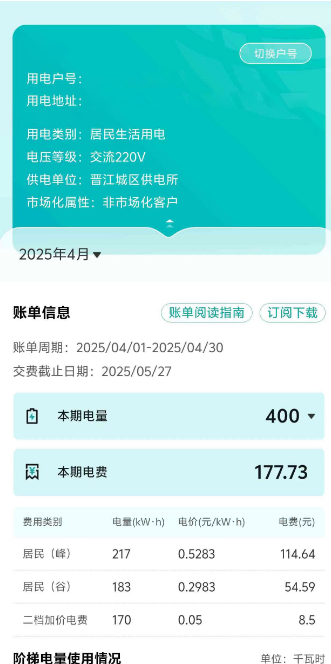 切换户号
用电户号：
用电地址：
用电类别：居民生活用电
电压等级：交流220V
供电单位：晋江城区供电所
市场化属性：非市场化客户
2025年4月
账单信息 账单阅读指南 订阅下载
账单周期：2025/04/01-2025/04/30
交费截止日期：2025/05/27
本期电量 400
本期电费 177.73
费用类别 电量(kW·h) 电价(元/kW·h) 电费(元)
居民（峰） 217 0.5283 114.64
居民（谷） 183 0.2983 54.59
二档加价电费 170 0.05 8.5
阶梯电量使用情况 单位：千瓦时